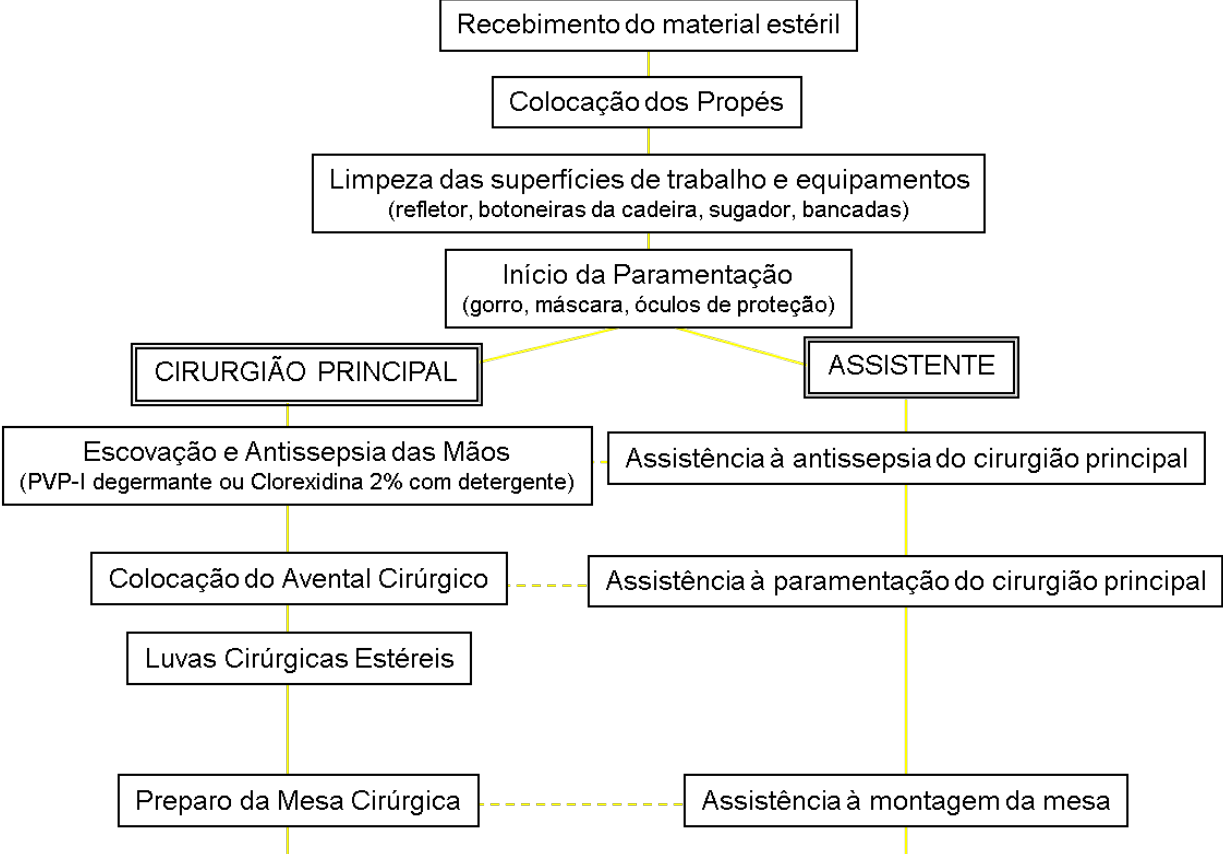 Recebimento do material estéril
Colocação dos Propés
Limpeza das superfícies de trabalho e equipamentos
(refletor, botoneiras da cadeira, sugador, bancadas)
Início da Paramentação
(gorro, máscara, óculos de proteção)
CIRURGIÃO PRINCIPAL
ASSISTENTE
Escovação e Antissepsia das Mãos
(PVP-I degermante ou Clorexidina 2% com detergente)
Assistência à antissepsia do cirurgião principal
Colocação do Avental Cirúrgico
Assistência à paramentação do cirurgião principal
Luvas Cirúrgicas Estéreis
Preparo da Mesa Cirúrgica
Assistência à montagem da mesa